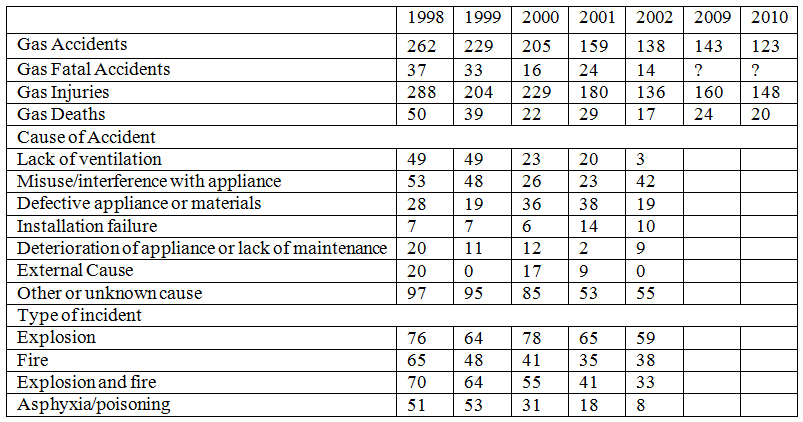 1998 1999 2000 2001 2002 2009 2010
Gas Accidents 262 229 205 159 138 143 123
Gas Fatal Accidents 37 33 16 24 14 ? ?
Gas Injuries 288 204 229 180 136 160 148
Gas Deaths 50 39 22 29 17 24 20
Cause of Accident
Lack of ventilation 49 49 23 20 3
Misuse/interference with appliance 53 48 26 23 42
Defective appliance or materials 28 19 36 38 19
Installation failure 7 7 6 14 10
Deterioration of appliance or lack of maintenance 20 11 12 2 9
External Cause 20 0 17 9 0
Other or unknown cause 97 95 85 53 55
Type of incident
Explosion 76 64 78 65 59
Fire 65 48 41 35 38
Explosion and fire 70 64 55 41 33
Asphyxia/poisoning 51 53 31 18 8